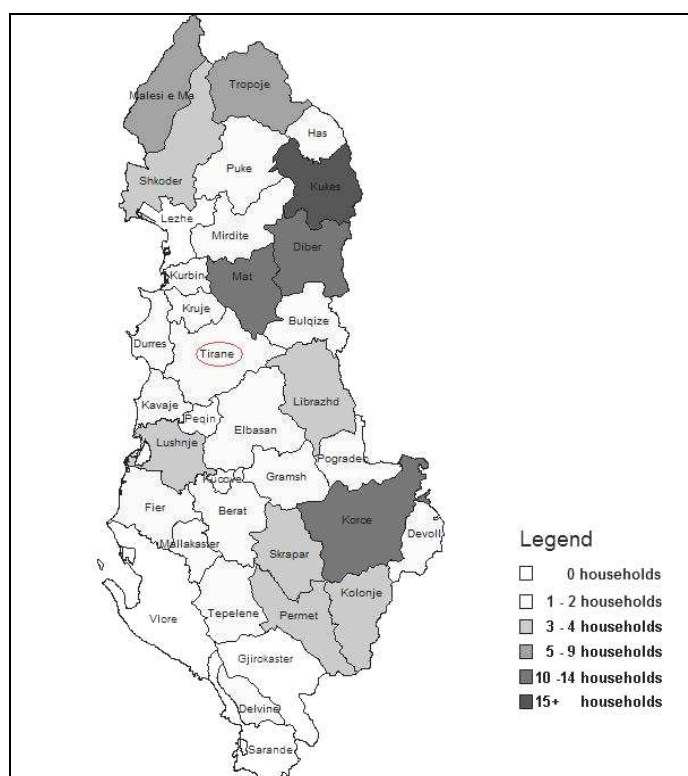 Malesi e Ma
Tropoje
Has
Puke
Shkoder
Kukes
Lezhe
Mirdite
Diber
Mat
Kurbin
Kruje
Bulqize
Durres
Tirane
Librazhd
Kavaje
Peqin
Elbasan
Lushnje
Pogradec
Gramsh
Kucove
Fier
Berat
Korce
Devoll
Mallakaster
Skrapar
Kolonje
Vlore
Tepelene
Permet
Gjirokaster
Delvine
Sarande
Legend
0 households
1 - 2 households
3 - 4 households
5 - 9 households
10 -14 households
15+ households